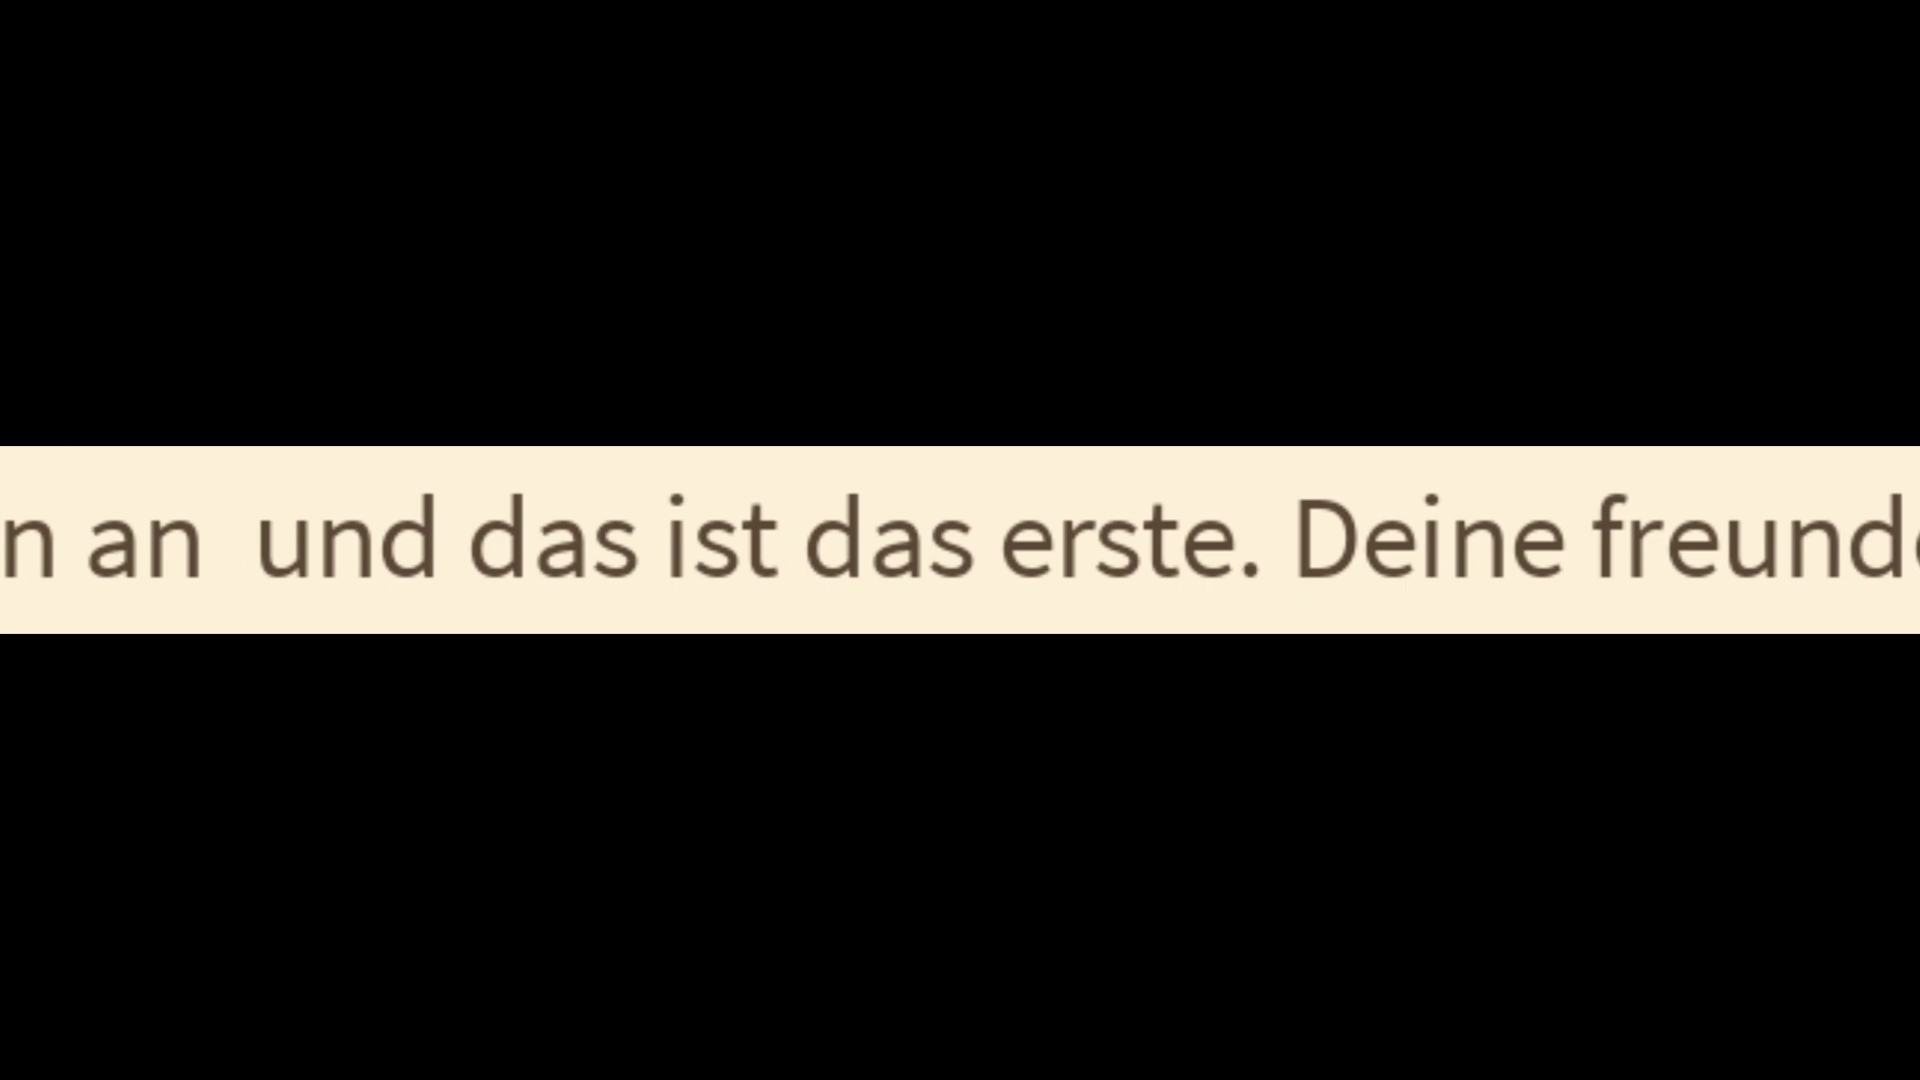 n an  und das ist das erste. Deine freund